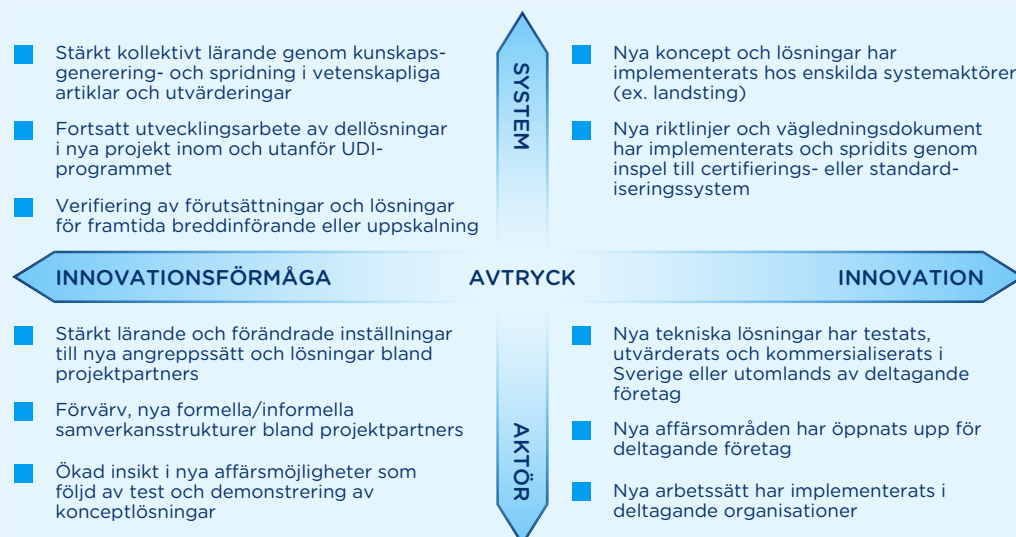 Stärkt kollektivt lärande genom kunskaps-
generering- och spridning i vetenskapliga
artiklar och utvärderingar
Fortsatt utvecklingsarbete av dellösningar
i nya projekt inom och utanför UDI-
programmet
Verifiering av förutsättningar och lösningar
för framtida breddinförande eller uppskalning
SYSTEM
Nya koncept och lösningar har
implementerats hos enskilda systemaktörer
(ex. landsting)
Nya riktlinjer och vägledningsdokument
har implementerats och spridits genom
inspel till certifierings- eller standard-
iseringssystem
INNOVATIONSFÖRMÅGA
AVTRYCK
INNOVATION
Stärkt lärande och förändrade inställningar
till nya angreppssätt och lösningar bland
projektpartners
Förvärv, nya formella/informella
samverkansstrukturer bland projektpartners
Ökad insikt i nya affärsmöjligheter som
följd av test och demonstrering av
konceptlösningar
AKTÖR
Nya tekniska lösningar har testats,
utvärderats och kommersialiserats i
Sverige eller utomlands av deltagande
företag
Nya affärsområden har öppnats upp för
deltagande företag
Nya arbetssätt har implementerats i
deltagande organisationer